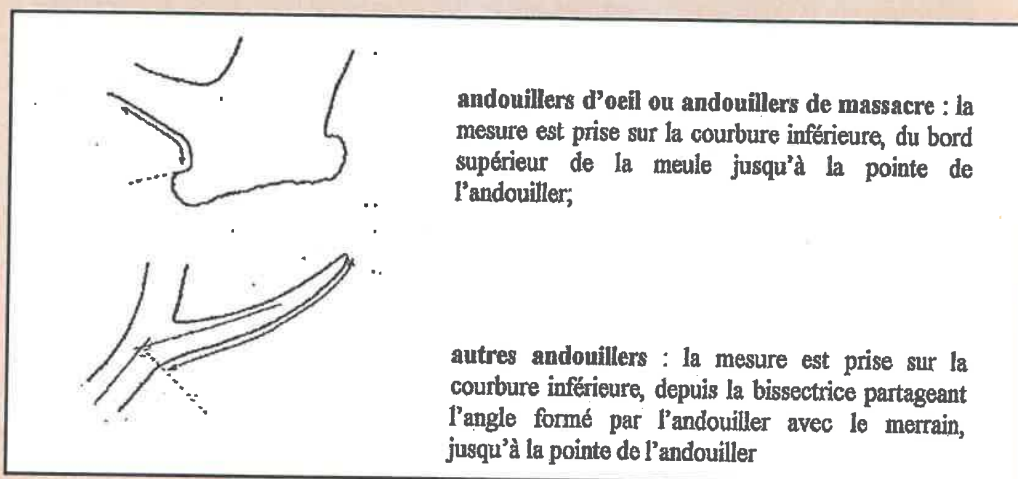 andouillers d'oeil ou andouillers de massacre : la
mesure est prise sur la courbure inférieure, du bord
supérieur de la meule jusqu'à la pointe de
l'andouiller;
autres andouillers : la mesure est prise sur la
courbure inférieure, depuis la bissectrice partageant
l'angle formé par l'andouiller avec le merrain,
jusqu'à la pointe de l'andouiller